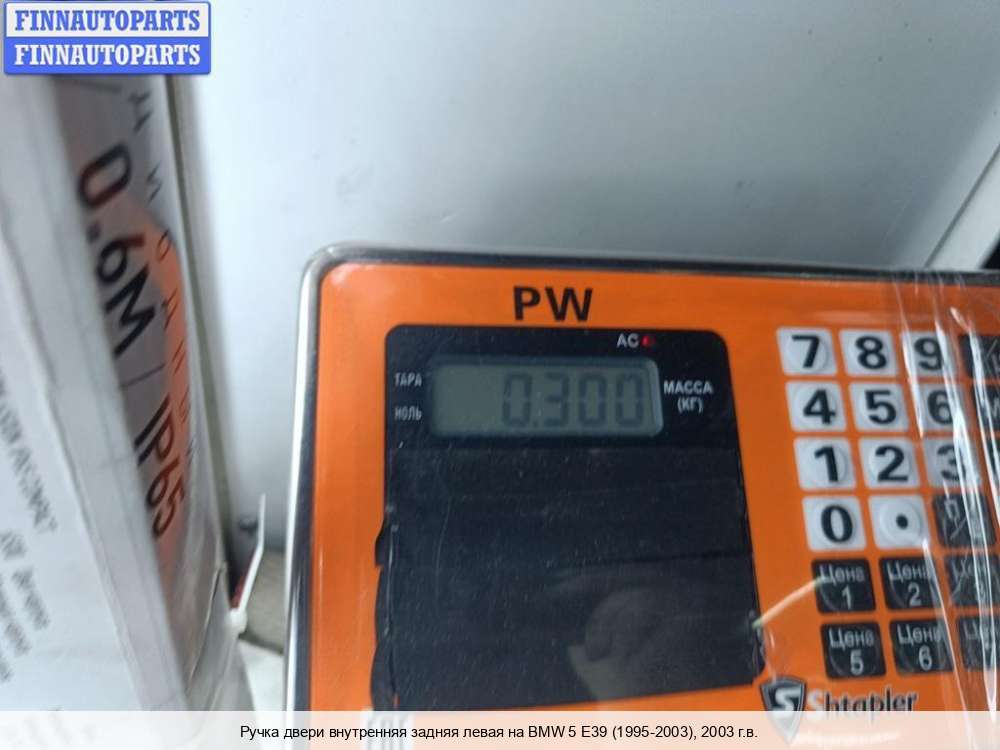 FINNAUTOPARTS
FINNAUTOPARTS
0.6М / IP65
PW
AC
ТАРА
НОЛЬ
0.300
МАССА
(КГ)
7 8 9
4 5 6
1 2 3
0 .
Цена 1
Цена 2
Цена 5
Цена 6
Shtapler
Ручка двери внутренняя задняя левая на BMW 5 E39 (1995-2003), 2003 г.в.